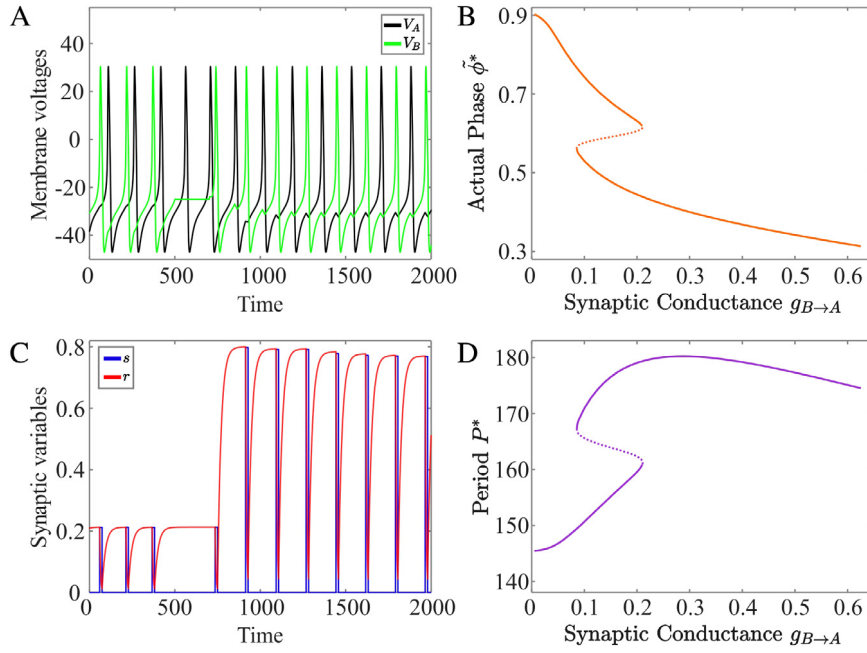 A
V_A
V_B
Membrane voltages
40
20
0
-20
-40
0
500
1000
1500
2000
Time
B
Actual Phase ϕ̃*
0.9
0.7
0.5
0.3
0
0.1
0.2
0.3
0.4
0.5
0.6
Synaptic Conductance g_{B→A}
C
s
r
Synaptic variables
0.8
0.6
0.4
0.2
0
0
500
1000
1500
2000
Time
D
Period P*
180
170
160
150
140
0
0.1
0.2
0.3
0.4
0.5
0.6
Synaptic Conductance g_{B→A}